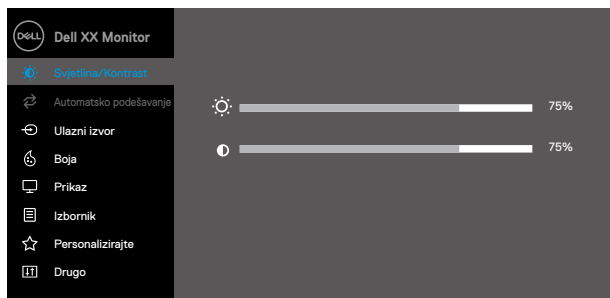 DELL
Dell XX Monitor
Svjetlina/Kontrast
Automatsko podešavanje
Ulazni izvor
Boja
Prikaz
Izbornik
Personalizirajte
Drugo
75%
75%